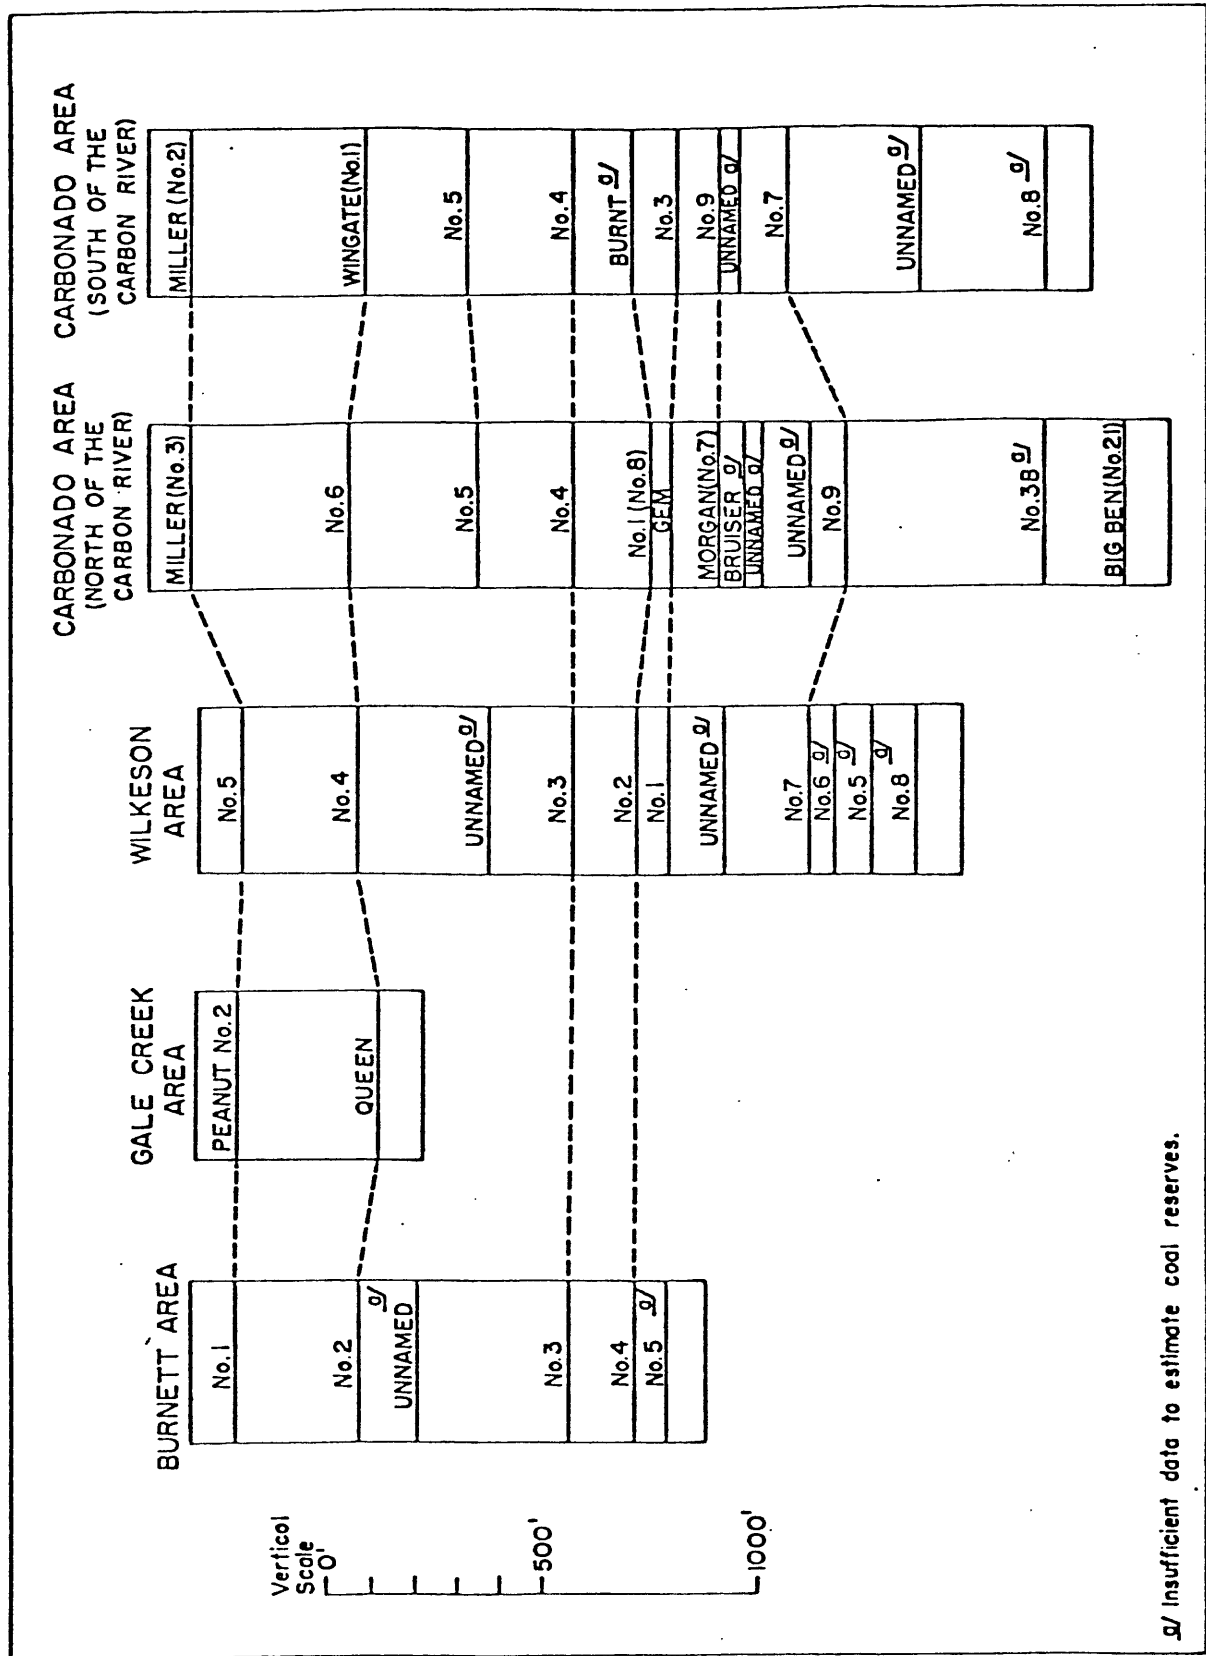 BURNETT AREA
No.1
No.2
a/
UNNAMED
No.3
No.4
No.5 a/
GALE CREEK
AREA
PEANUT No.2
QUEEN
WILKESON
AREA
No.5
No.4
UNNAMED a/
No.3
No.2
No.1
UNNAMED a/
No.7
No.6 a/
No.5 a/
No.8 a/
CARBONADO AREA
(NORTH OF THE
CARBON RIVER)
MILLER (No.3)
No.6
No.5
No.4
No.1 (No.8)
GEM
MORGAN (No.7)
BRUISER a/
UNNAMED a/
UNNAMED a/
No.9
No.3B a/
BIG BEN (No.21)
CARBONADO AREA
(SOUTH OF THE
CARBON RIVER)
MILLER (No.2)
WINGATE (No.1)
No.5
No.4
BURNT a/
No.3
No.9
UNNAMED a/
No.7
UNNAMED a/
No.8 a/
Vertical
Scale
0'
500'
1000'
a/ Insufficient data to estimate coal reserves.